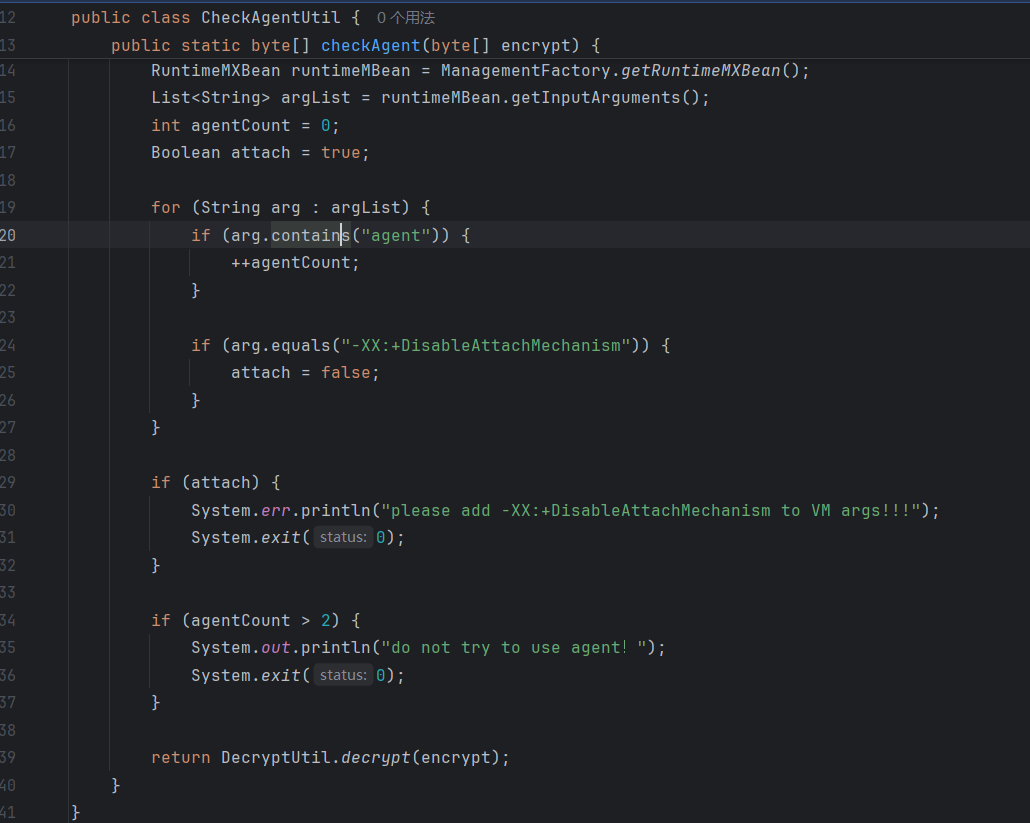 12 public class CheckAgentUtil { 0 个用法
13 public static byte[] checkAgent(byte[] encrypt) {
14 RuntimeMXBean runtimeMBean = ManagementFactory.getRuntimeMXBean();
15 List<String> argList = runtimeMBean.getInputArguments();
16 int agentCount = 0;
17 Boolean attach = true;
18
19 for (String arg : argList) {
20 if (arg.contains("agent")) {
21 ++agentCount;
22 }
23
24 if (arg.equals("-XX:+DisableAttachMechanism")) {
25 attach = false;
26 }
27 }
28
29 if (attach) {
30 System.err.println("please add -XX:+DisableAttachMechanism to VM args!!!");
31 System.exit( status: 0);
32 }
33
34 if (agentCount > 2) {
35 System.out.println("do not try to use agent! ");
36 System.exit( status: 0);
37 }
38
39 return DecryptUtil.decrypt(encrypt);
40 }
41 }